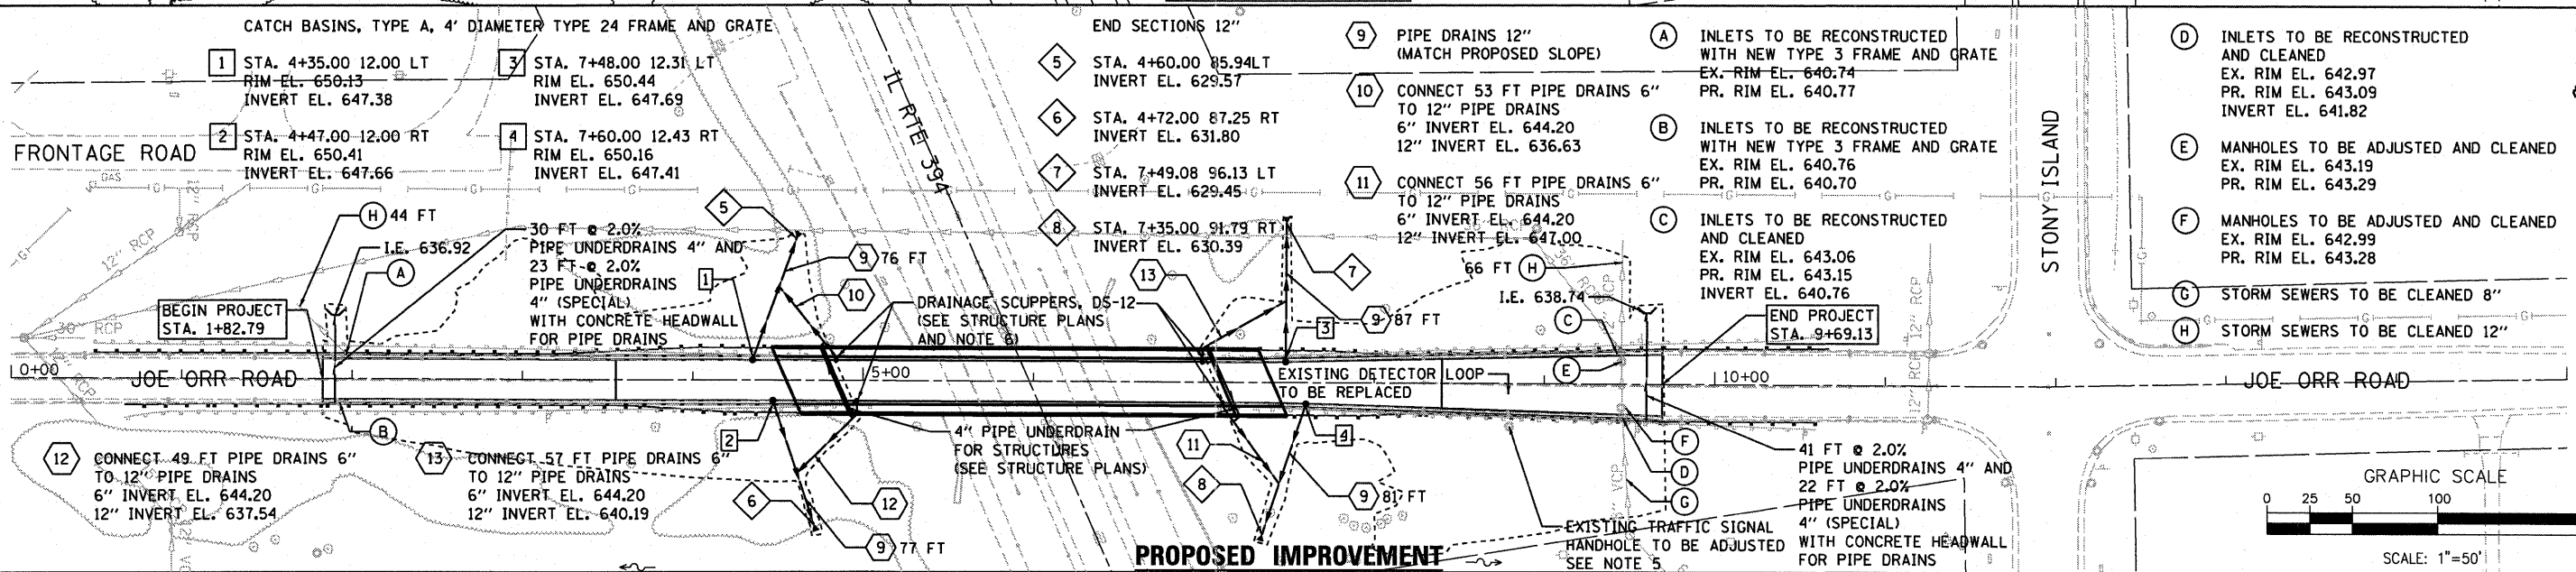 CATCH BASINS, TYPE A, 4' DIAMETER TYPE 24 FRAME AND GRATE
1 STA. 4+35.00 12.00 LT
RIM EL. 650.13
INVERT EL. 647.38
2 STA. 4+47.00 12.00 RT
RIM EL. 650.41
INVERT EL. 647.66
3 STA. 7+48.00 12.31 LT
RIM EL. 650.44
INVERT EL. 647.69
4 STA. 7+60.00 12.43 RT
RIM EL. 650.16
INVERT EL. 647.41
END SECTIONS 12"
5 STA. 4+60.00 85.94LT
INVERT EL. 629.57
6 STA. 4+72.00 87.25 RT
INVERT EL. 631.80
7 STA. 7+49.08 96.13 LT
INVERT EL. 629.45
8 STA. 7+35.00 91.79 RT
INVERT EL. 630.39
9 PIPE DRAINS 12"
(MATCH PROPOSED SLOPE)
10 CONNECT 53 FT PIPE DRAINS 6"
TO 12" PIPE DRAINS
6" INVERT EL. 644.20
12" INVERT EL. 636.63
11 CONNECT 56 FT PIPE DRAINS 6"
TO 12" PIPE DRAINS
6" INVERT EL. 644.20
12" INVERT EL. 647.00
A INLETS TO BE RECONSTRUCTED
WITH NEW TYPE 3 FRAME AND GRATE
EX. RIM EL. 640.74
PR. RIM EL. 640.77
B INLETS TO BE RECONSTRUCTED
WITH NEW TYPE 3 FRAME AND GRATE
EX. RIM EL. 640.76
PR. RIM EL. 640.70
C INLETS TO BE RECONSTRUCTED
AND CLEANED
EX. RIM EL. 643.06
PR. RIM EL. 643.15
INVERT EL. 640.76
D INLETS TO BE RECONSTRUCTED
AND CLEANED
EX. RIM EL. 642.97
PR. RIM EL. 643.09
INVERT EL. 641.82
E MANHOLES TO BE ADJUSTED AND CLEANED
EX. RIM EL. 643.19
PR. RIM EL. 643.29
F MANHOLES TO BE ADJUSTED AND CLEANED
EX. RIM EL. 642.99
PR. RIM EL. 643.28
G STORM SEWERS TO BE CLEANED 8"
H STORM SEWERS TO BE CLEANED 12"
FRONTAGE ROAD
IL RTE 394
STONY ISLAND
GAS
12" RCP
12" RCP
H 44 FT
I.E. 636.92
A
BEGIN PROJECT
STA. 1+82.79
30" RCP
30 FT @ 2.0%
PIPE UNDERDRAINS 4" AND
23 FT @ 2.0%
PIPE UNDERDRAINS
4" (SPECIAL)
WITH CONCRETE HEADWALL
FOR PIPE DRAINS
5
1
9 76 FT
10
DRAINAGE SCUPPERS, DS-12
(SEE STRUCTURE PLANS
AND NOTE 6)
13
7
9 87 FT
3
66 FT H
I.E. 638.74
C
E
END PROJECT
STA. 9+69.13
12" RCP
0+00
JOE ORR ROAD
5+00
EXISTING DETECTOR LOOP
TO BE REPLACED
10+00
JOE ORR ROAD
12" RCP
B
2
4" PIPE UNDERDRAIN
FOR STRUCTURES
(SEE STRUCTURE PLANS)
11
4
F
D
G
VCP
12 CONNECT 49 FT PIPE DRAINS 6"
TO 12" PIPE DRAINS
6" INVERT EL. 644.20
12" INVERT EL. 637.54
13 CONNECT 57 FT PIPE DRAINS 6"
TO 12" PIPE DRAINS
6" INVERT EL. 644.20
12" INVERT EL. 640.19
6
12
9 77 FT
8
9 81 FT
EXISTING TRAFFIC SIGNAL
HANDHOLE TO BE ADJUSTED
SEE NOTE 5
41 FT @ 2.0%
PIPE UNDERDRAINS 4" AND
22 FT @ 2.0%
PIPE UNDERDRAINS
4" (SPECIAL)
WITH CONCRETE HEADWALL
FOR PIPE DRAINS
PROPOSED IMPROVEMENT
GRAPHIC SCALE
0 25 50 100
SCALE: 1"=50'